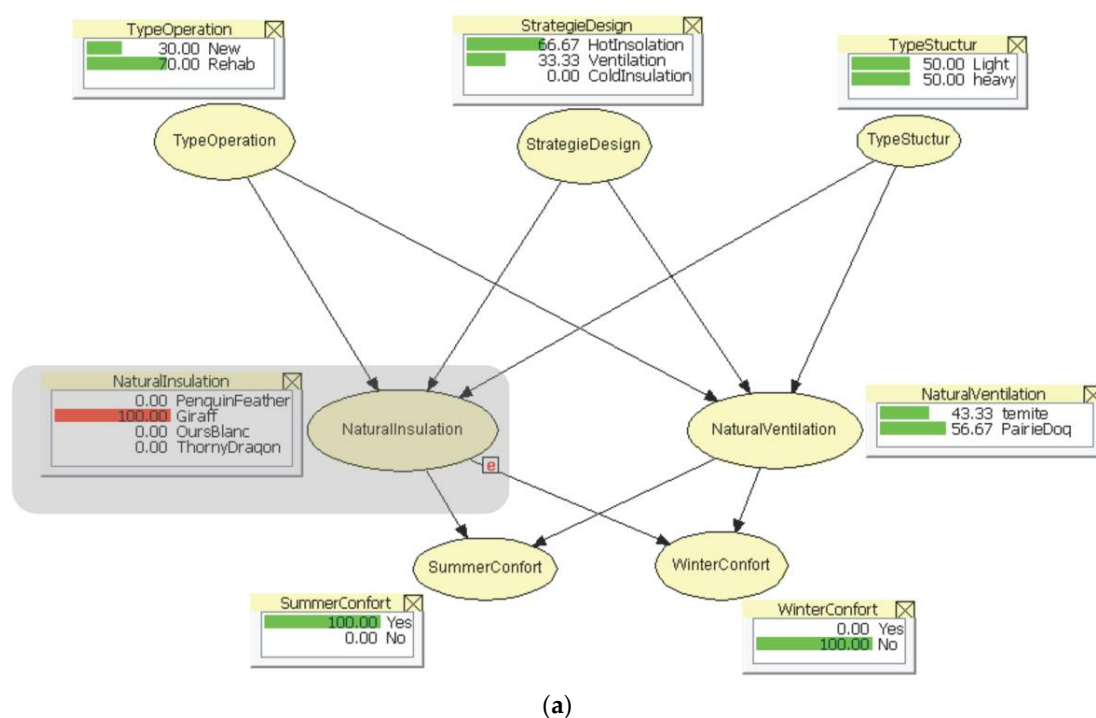 TypeOperation
30.00 New
70.00 Rehab
StrategieDesign
66.67 HotInsolation
33.33 Ventilation
0.00 ColdInsulation
TypeStuctur
50.00 Light
50.00 heavy
TypeOperation
StrategieDesign
TypeStuctur
NaturalInsulation
0.00 PenquinFeather
100.00 Giraff
0.00 OursBlanc
0.00 ThornyDraqon
NaturalInsulation
e
NaturalVentilation
NaturalVentilation
43.33 temite
56.67 PairieDoq
SummerConfort
WinterConfort
SummerConfort
100.00 Yes
0.00 No
WinterConfort
0.00 Yes
100.00 No
(a)